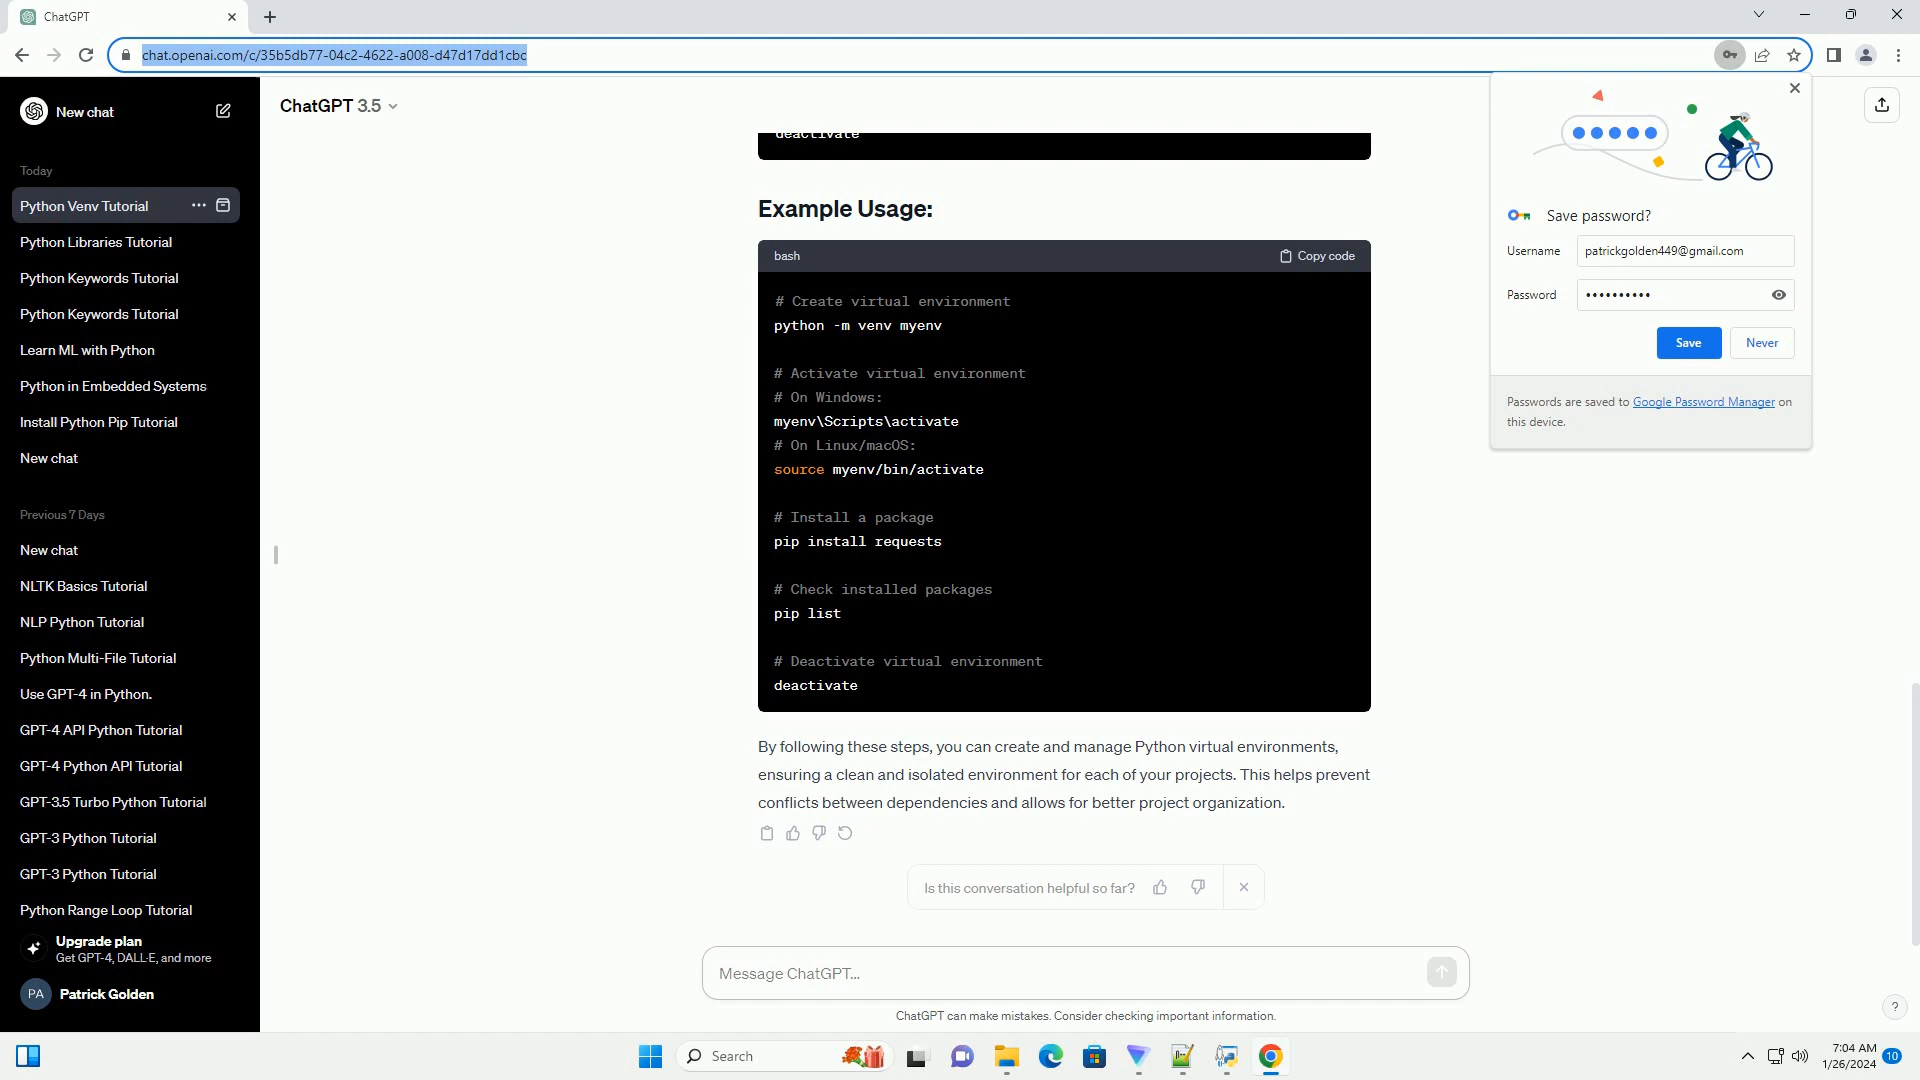 ChatGPT
chat.openai.com/c/35b5db77-04c2-4622-a008-d47d17dd1cbc
New chat
Today
Python Venv Tutorial
Python Libraries Tutorial
Python Keywords Tutorial
Python Keywords Tutorial
Learn ML with Python
Python in Embedded Systems
Install Python Pip Tutorial
New chat
Previous 7 Days
New chat
NLTK Basics Tutorial
NLP Python Tutorial
Python Multi-File Tutorial
Use GPT-4 in Python.
GPT-4 API Python Tutorial
GPT-4 Python API Tutorial
GPT-3.5 Turbo Python Tutorial
GPT-3 Python Tutorial
GPT-3 Python Tutorial
Python Range Loop Tutorial
Upgrade plan
Get GPT-4, DALL·E, and more
PA Patrick Golden
ChatGPT 3.5
deactivate
Example Usage:
bash Copy code
# Create virtual environment
python -m venv myenv
# Activate virtual environment
# On Windows:
myenv\Scripts\activate
# On Linux/macOS:
source myenv/bin/activate
# Install a package
pip install requests
# Check installed packages
pip list
# Deactivate virtual environment
deactivate
By following these steps, you can create and manage Python virtual environments,
ensuring a clean and isolated environment for each of your projects. This helps prevent
conflicts between dependencies and allows for better project organization.
Is this conversation helpful so far?
Message ChatGPT...
ChatGPT can make mistakes. Consider checking important information.
?
Save password?
Username patrickgolden449@gmail.com
Password ••••••••••
Save Never
Passwords are saved to Google Password Manager on
this device.
Search
7:04 AM
1/26/2024
10